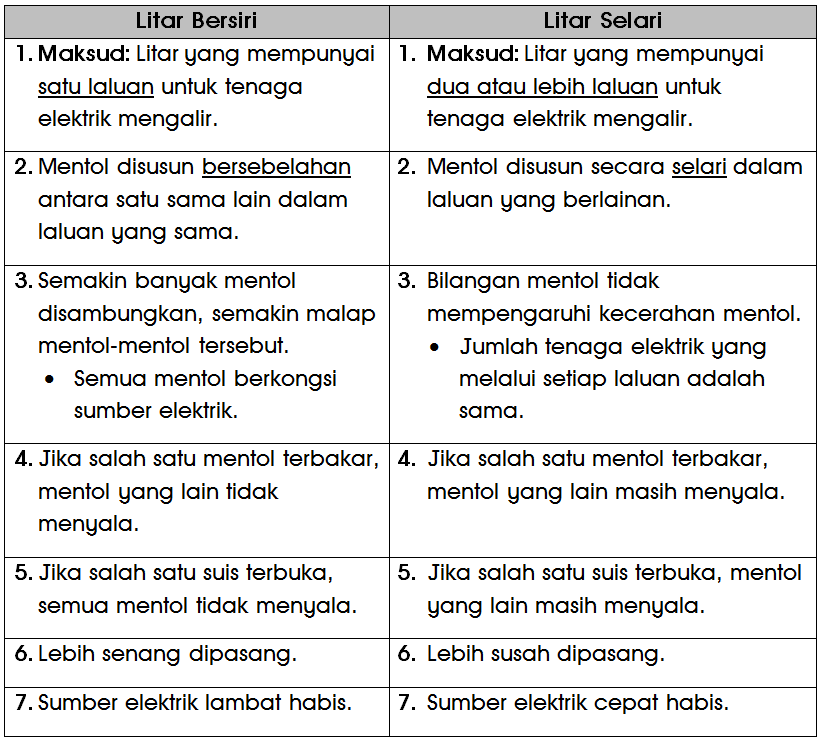 Litar Bersiri
Litar Selari
1. Maksud: Litar yang mempunyai
satu laluan untuk tenaga
elektrik mengalir.
1. Maksud: Litar yang mempunyai
dua atau lebih laluan untuk
tenaga elektrik mengalir.
2. Mentol disusun bersebelahan
antara satu sama lain dalam
laluan yang sama.
2. Mentol disusun secara selari dalam
laluan yang berlainan.
3. Semakin banyak mentol
disambungkan, semakin malap
mentol-mentol tersebut.
• Semua mentol berkongsi
sumber elektrik.
3. Bilangan mentol tidak
mempengaruhi kecerahan mentol.
• Jumlah tenaga elektrik yang
melalui setiap laluan adalah
sama.
4. Jika salah satu mentol terbakar,
mentol yang lain tidak
menyala.
4. Jika salah satu mentol terbakar,
mentol yang lain masih menyala.
5. Jika salah satu suis terbuka,
semua mentol tidak menyala.
5. Jika salah satu suis terbuka, mentol
yang lain masih menyala.
6. Lebih senang dipasang.
6. Lebih susah dipasang.
7. Sumber elektrik lambat habis.
7. Sumber elektrik cepat habis.